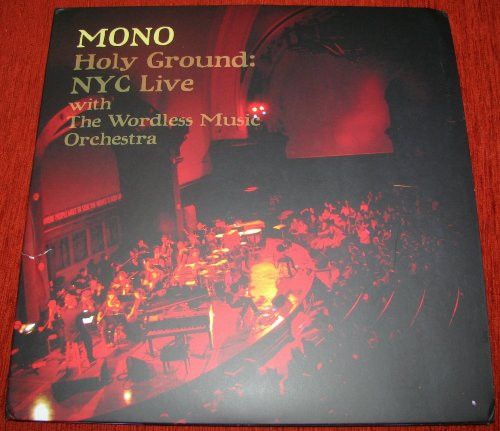 MONO
Holy Ground:
NYC Live
with
The Wordless Music
Orchestra